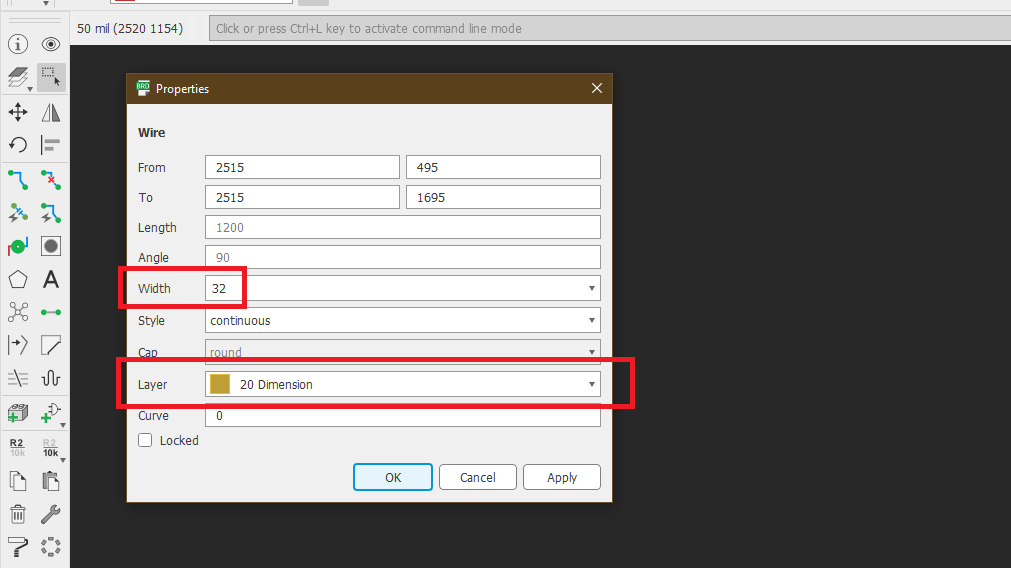 50 mil (2520 1154)
Click or press Ctrl+L key to activate command line mode
BRD
Properties
Wire
From 2515 495
To 2515 1695
Length 1200
Angle 90
Width 32
Style continuous
Cap round
Layer 20 Dimension
Curve 0
Locked
OK Cancel Apply
A
R2 R2
10k 10k